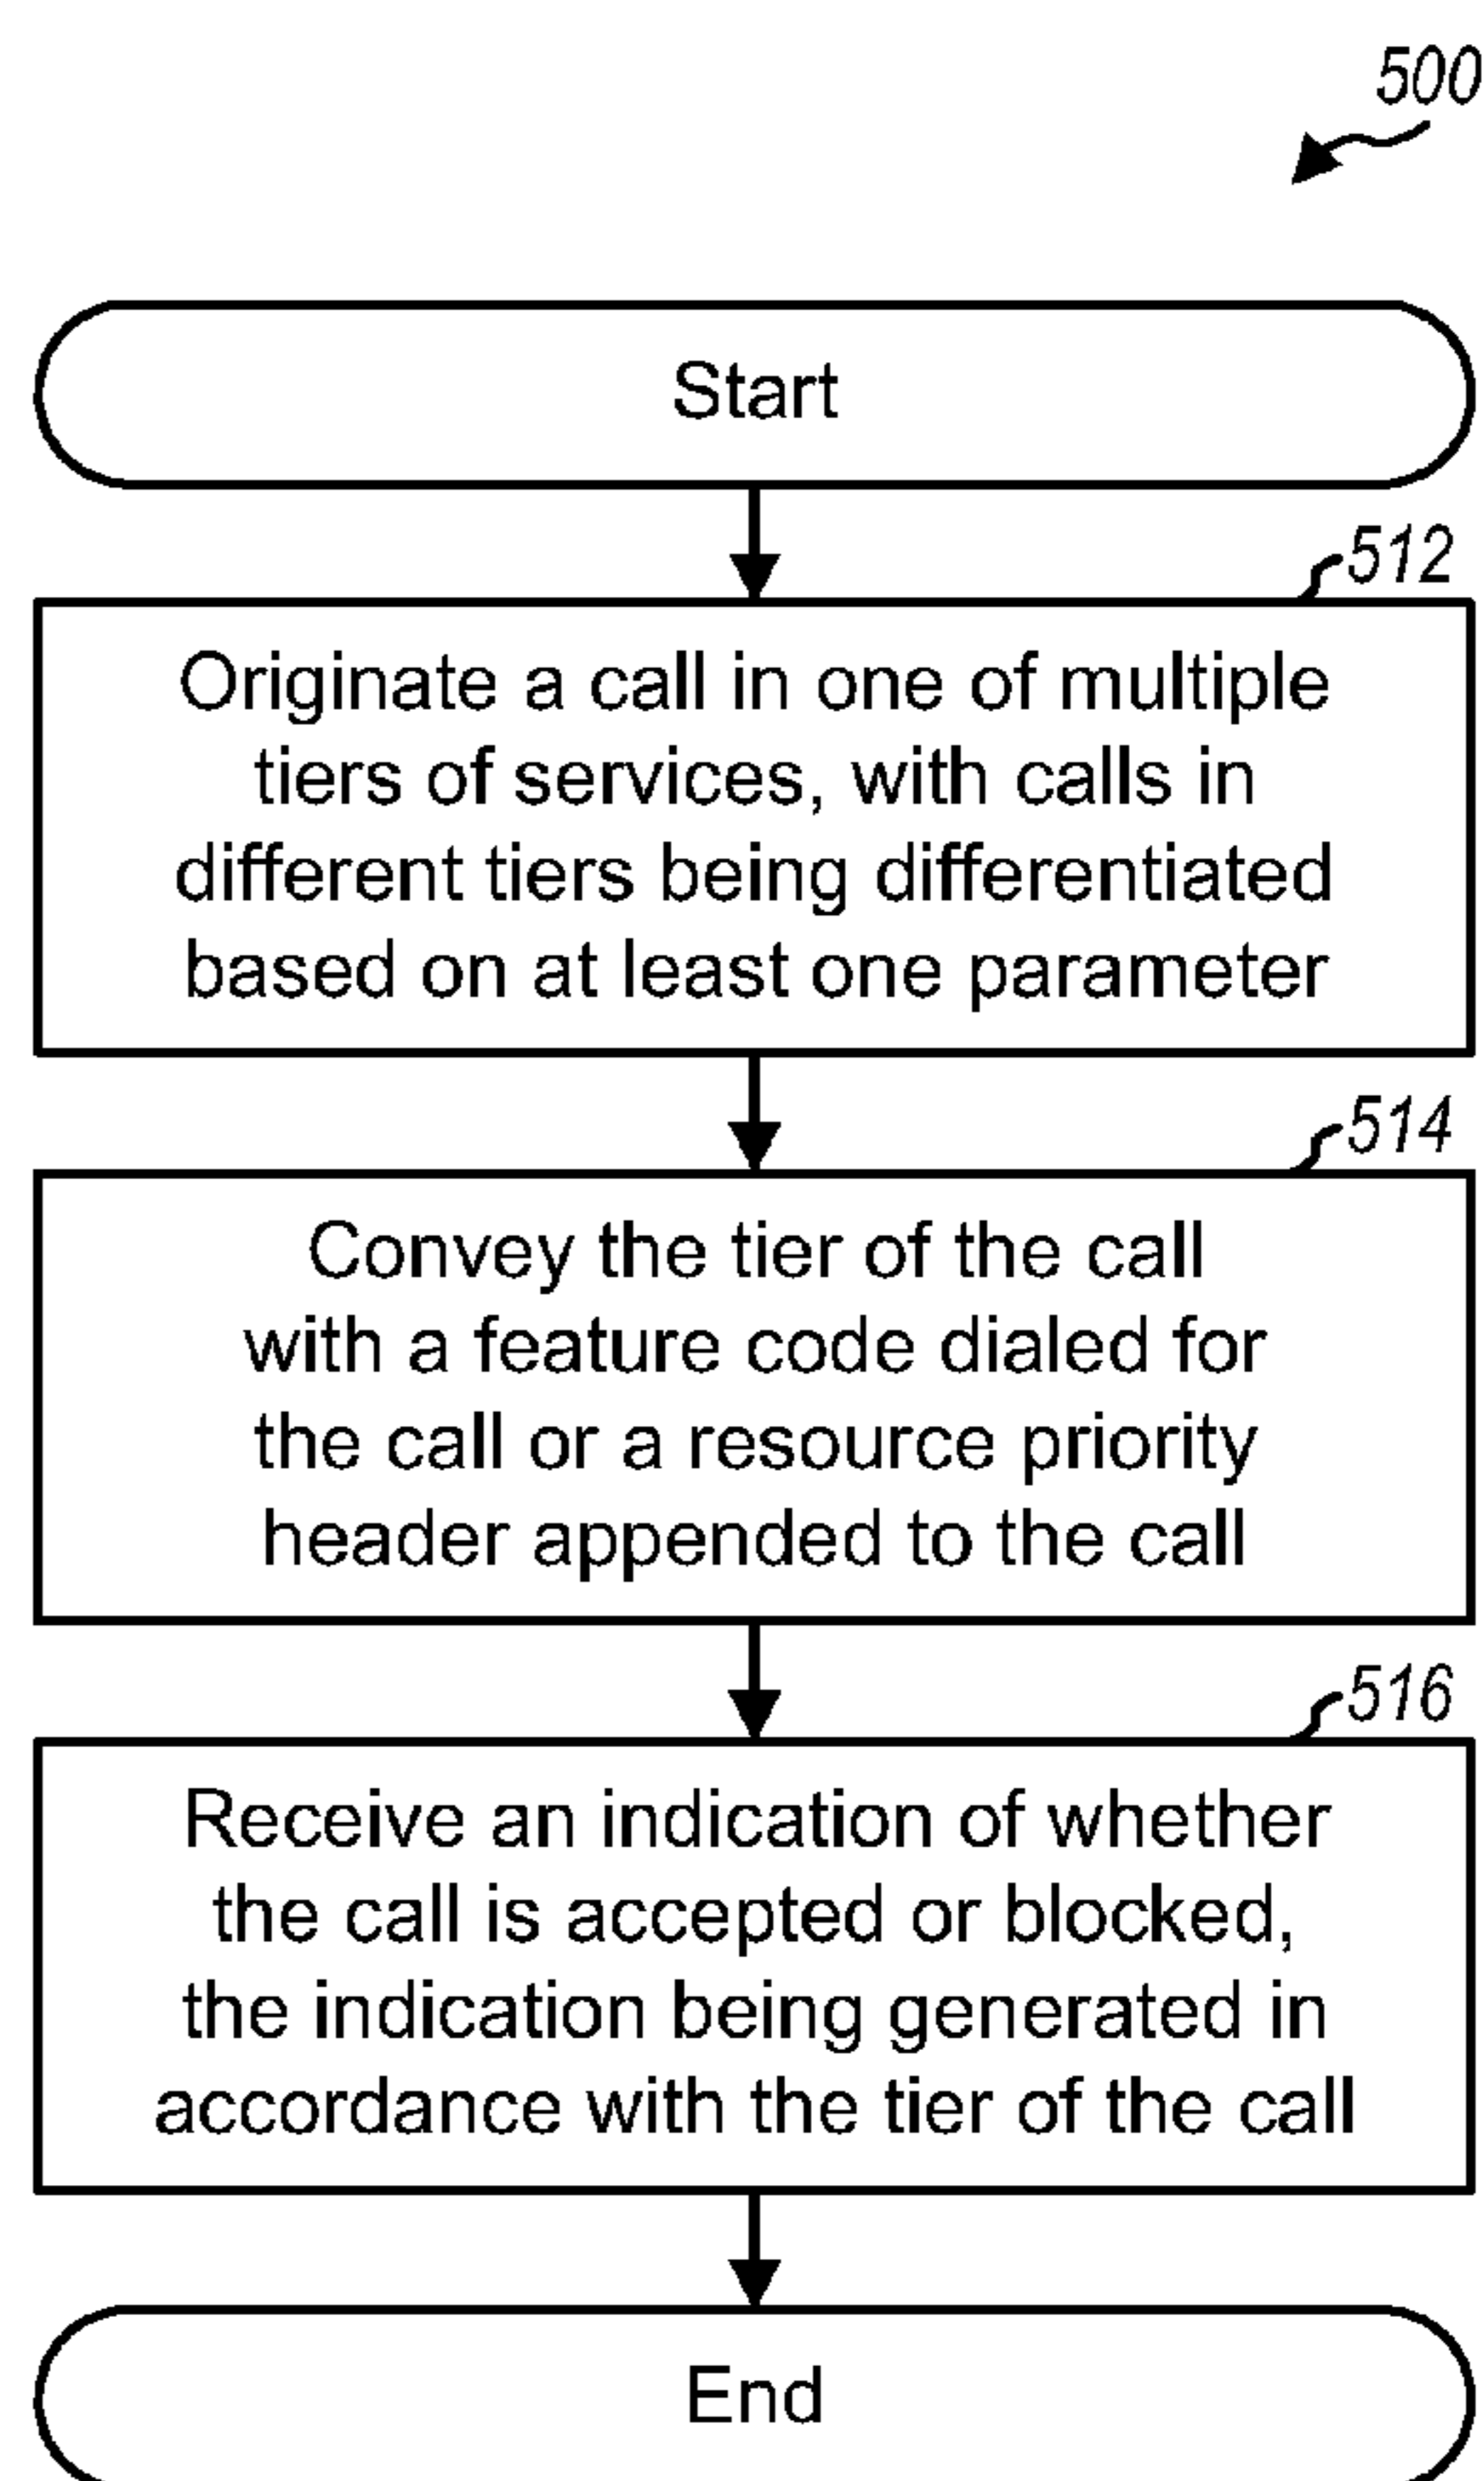 500
Start
512
Originate a call in one of multiple
tiers of services, with calls in
different tiers being differentiated
based on at least one parameter
514
Convey the tier of the call
with a feature code dialed for
the call or a resource priority
header appended to the call
516
Receive an indication of whether
the call is accepted or blocked,
the indication being generated in
accordance with the tier of the call
End